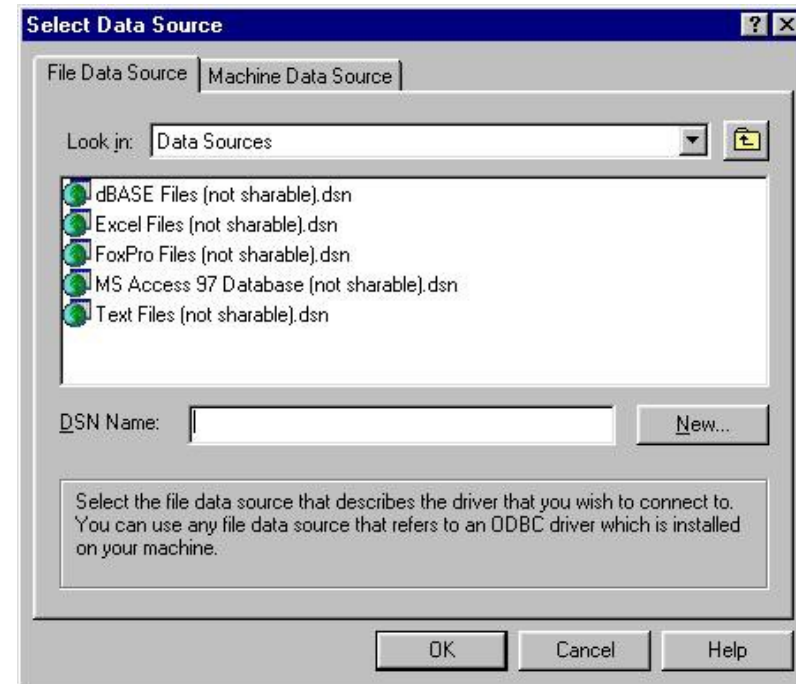 Select Data Source
File Data Source
Machine Data Source
Look in: Data Sources
dBASE Files (not sharable).dsn
Excel Files (not sharable).dsn
FoxPro Files (not sharable).dsn
MS Access 97 Database (not sharable).dsn
Text Files (not sharable).dsn
DSN Name:
New...
Select the file data source that describes the driver that you wish to connect to.
You can use any file data source that refers to an ODBC driver which is installed
on your machine.
OK
Cancel
Help